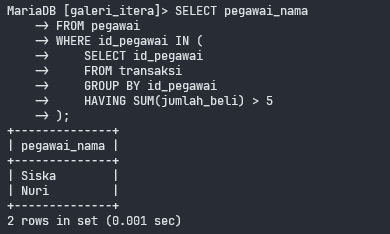 MariaDB [galeri_itera]> SELECT pegawai_nama
    -> FROM pegawai
    -> WHERE id_pegawai IN (
    ->     SELECT id_pegawai
    ->     FROM transaksi
    ->     GROUP BY id_pegawai
    ->     HAVING SUM(jumlah_beli) > 5
    -> );
+--------------+
| pegawai_nama |
+--------------+
| Siska        |
| Nuri         |
+--------------+
2 rows in set (0.001 sec)